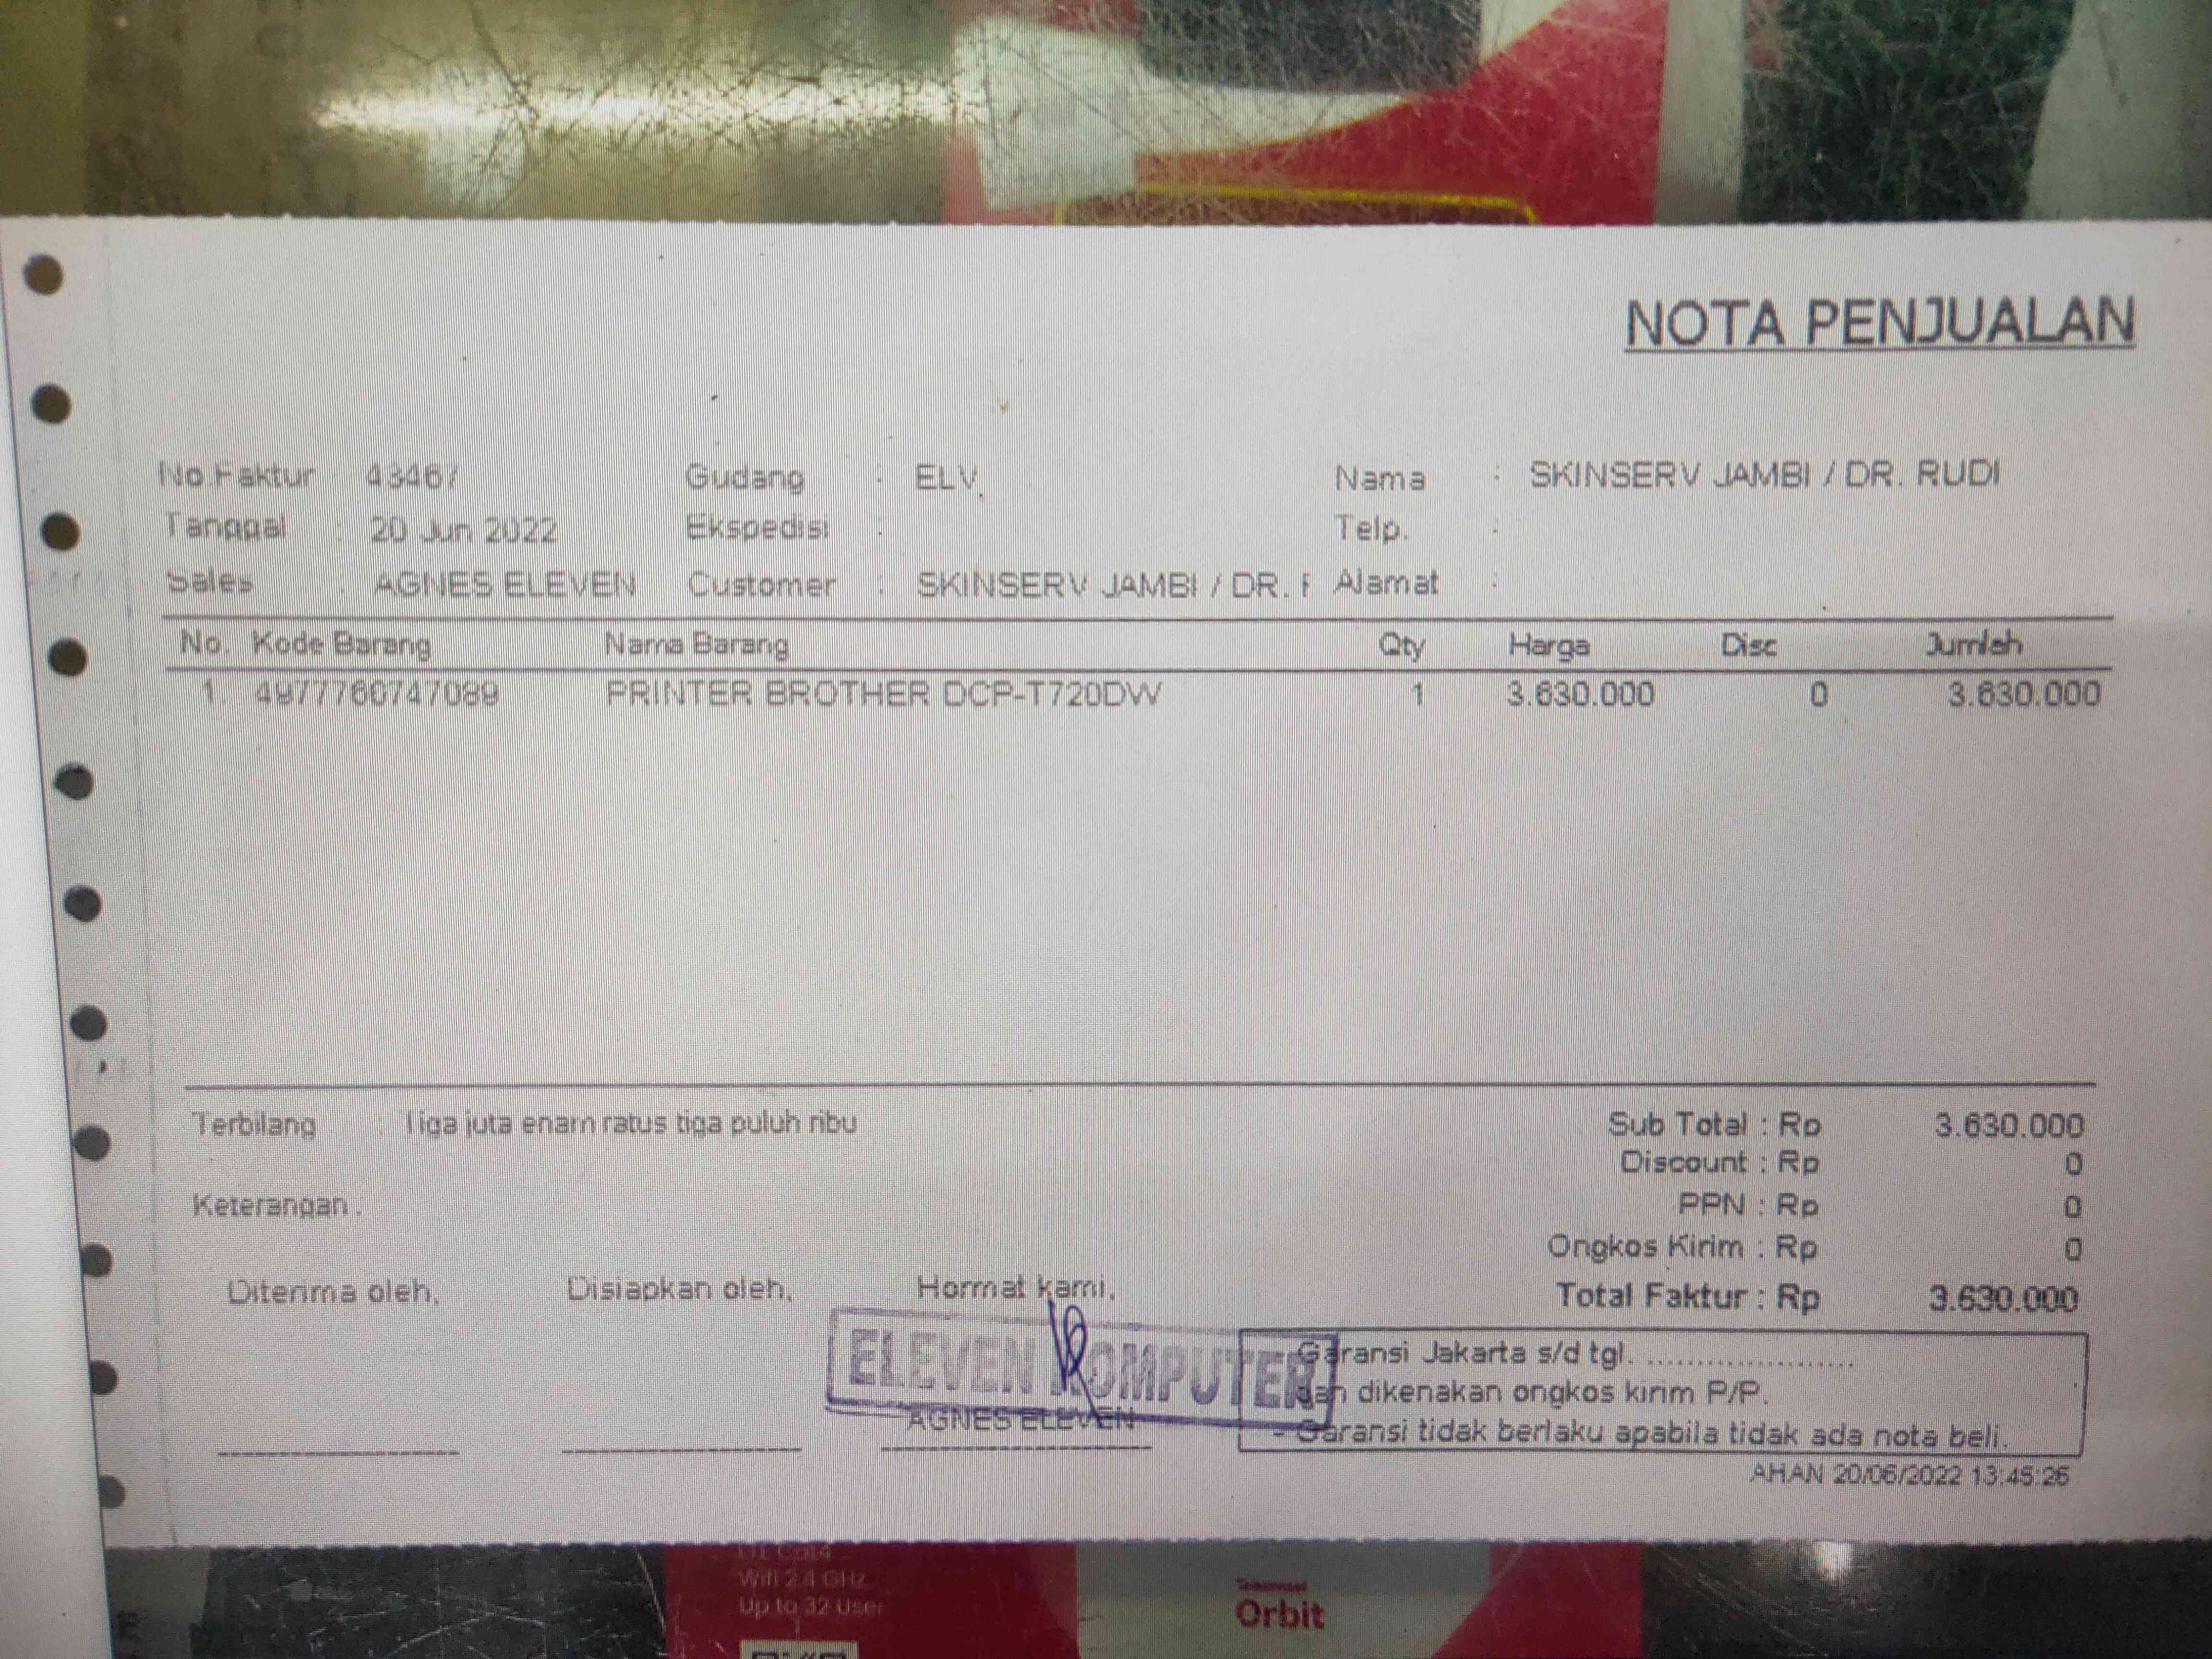 NOTA PENJUALAN
No.Faktur 43467 Gudang : ELV. Nama : SKINSERV JAMBI / DR. RUDI
Tanggal : 20 Jun 2022 Ekspedisi : Telp. :
Sales : AGNES ELEVEN Customer : SKINSERV JAMBI / DR. F Alamat :
No. Kode Barang Nama Barang Qty Harga Disc Jumlah
1. 4977760747089 PRINTER BROTHER DCP-T720DW 1 3.630.000 0 3.630.000
Terbilang : Tiga juta enam ratus tiga puluh ribu Sub Total : Rp 3.630.000
Discount : Rp 0
Keterangan. PPN : Rp 0
Ongkos Kirim : Rp 0
Diterima oleh, Disiapkan oleh, Hormat kami, Total Faktur : Rp 3.630.000
ELEVEN KOMPUTER
AGNES ELEVEN
Garansi Jakarta s/d tgl. ......................
dan dikenakan ongkos kirim P/P.
- Garansi tidak berlaku apabila tidak ada nota beli.
AHAN 20/06/2022 13:45:26
Wifi 2.4 GHz
Up to 32 User
Orbit